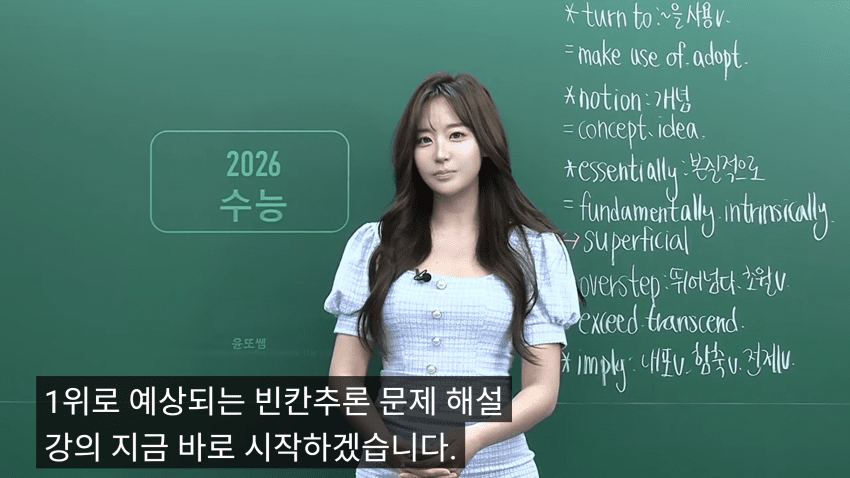 2026
수능
윤또쌤
*turn to:~을 사용v.
= make use of. adopt.
*notion:개념
= concept. idea.
*essentially:본질적으로
= fundamentally. intrinsically.
→ superficial
overstep:뛰어넘다. 초월v.
exceed. transcend.
*imply: 내포v. 함축v. 전제v.
1위로 예상되는 빈칸추론 문제 해설
강의 지금 바로 시작하겠습니다.